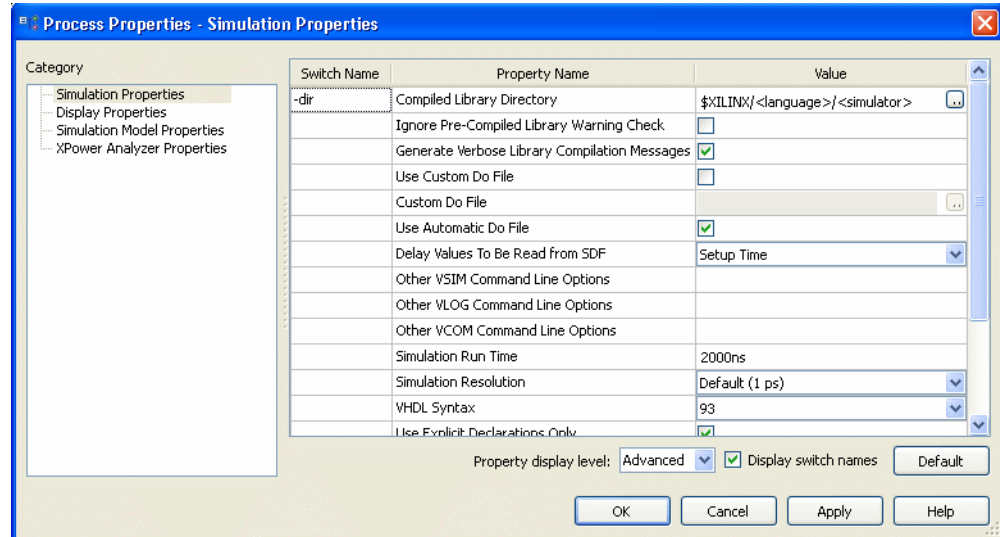 Process Properties - Simulation Properties
Category
Simulation Properties
Display Properties
Simulation Model Properties
XPower Analyzer Properties
Switch Name Property Name Value
-dir Compiled Library Directory $XILINX/<language>/<simulator> ..
Ignore Pre-Compiled Library Warning Check
Generate Verbose Library Compilation Messages
Use Custom Do File
Custom Do File ..
Use Automatic Do File
Delay Values To Be Read from SDF Setup Time
Other VSIM Command Line Options
Other VLOG Command Line Options
Other VCOM Command Line Options
Simulation Run Time 2000ns
Simulation Resolution Default (1 ps)
VHDL Syntax 93
Use Explicit Declarations Only
Property display level: Advanced Display switch names Default
OK Cancel Apply Help